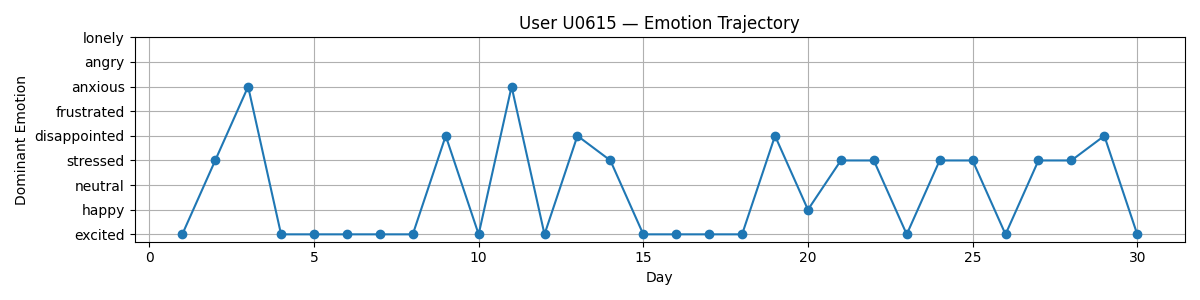 User U0615 — Emotion Trajectory
Dominant Emotion
lonely
angry
anxious
frustrated
disappointed
stressed
neutral
happy
excited
0 5 10 15 20 25 30
Day